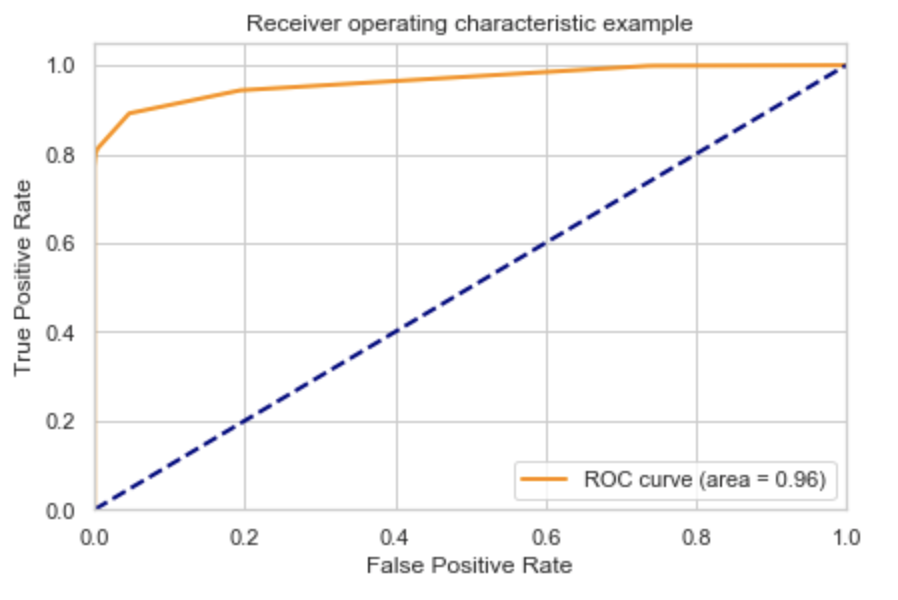 Receiver operating characteristic example
1.0
0.8
0.6
0.4
0.2
0.0
True Positive Rate
ROC curve (area = 0.96)
0.0 0.2 0.4 0.6 0.8 1.0
False Positive Rate